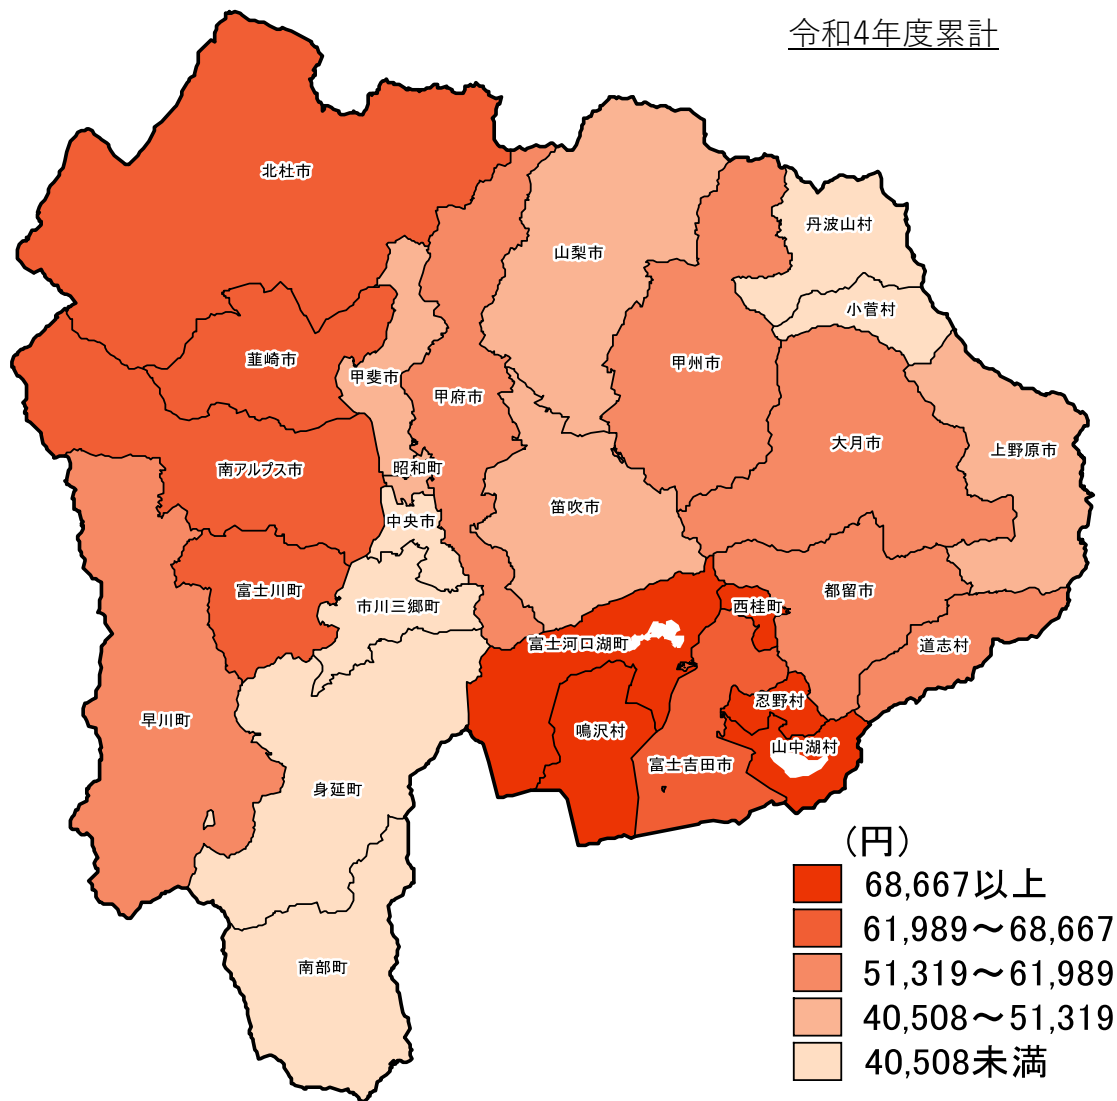 令和4年度累計
北杜市
丹波山村
山梨市
小菅村
韮崎市
甲州市
甲斐市
甲府市
大月市
上野原市
南アルプス市
昭和町
笛吹市
中央市
富士川町
都留市
市川三郷町
西桂町
富士河口湖町
道志村
忍野村
早川町
鳴沢村
山中湖村
富士吉田市
身延町
南部町
(円)
68,667以上
61,989～68,667
51,319～61,989
40,508～51,319
40,508未満